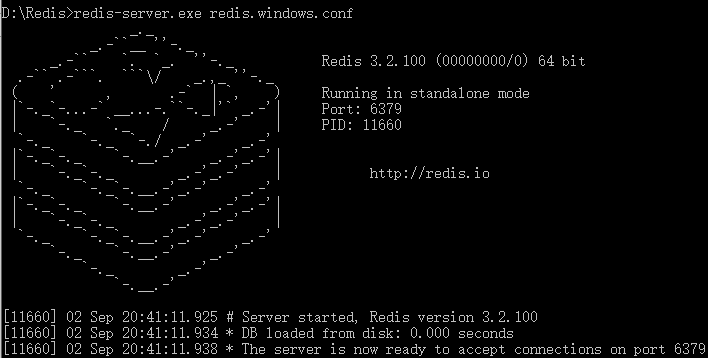 D:\Redis>redis-server.exe redis.windows.conf
Redis 3.2.100 (00000000/0) 64 bit
Running in standalone mode
Port: 6379
PID: 11660
http://redis.io
[11660] 02 Sep 20:41:11.925 # Server started, Redis version 3.2.100
[11660] 02 Sep 20:41:11.934 * DB loaded from disk: 0.000 seconds
[11660] 02 Sep 20:41:11.938 * The server is now ready to accept connections on port 6379